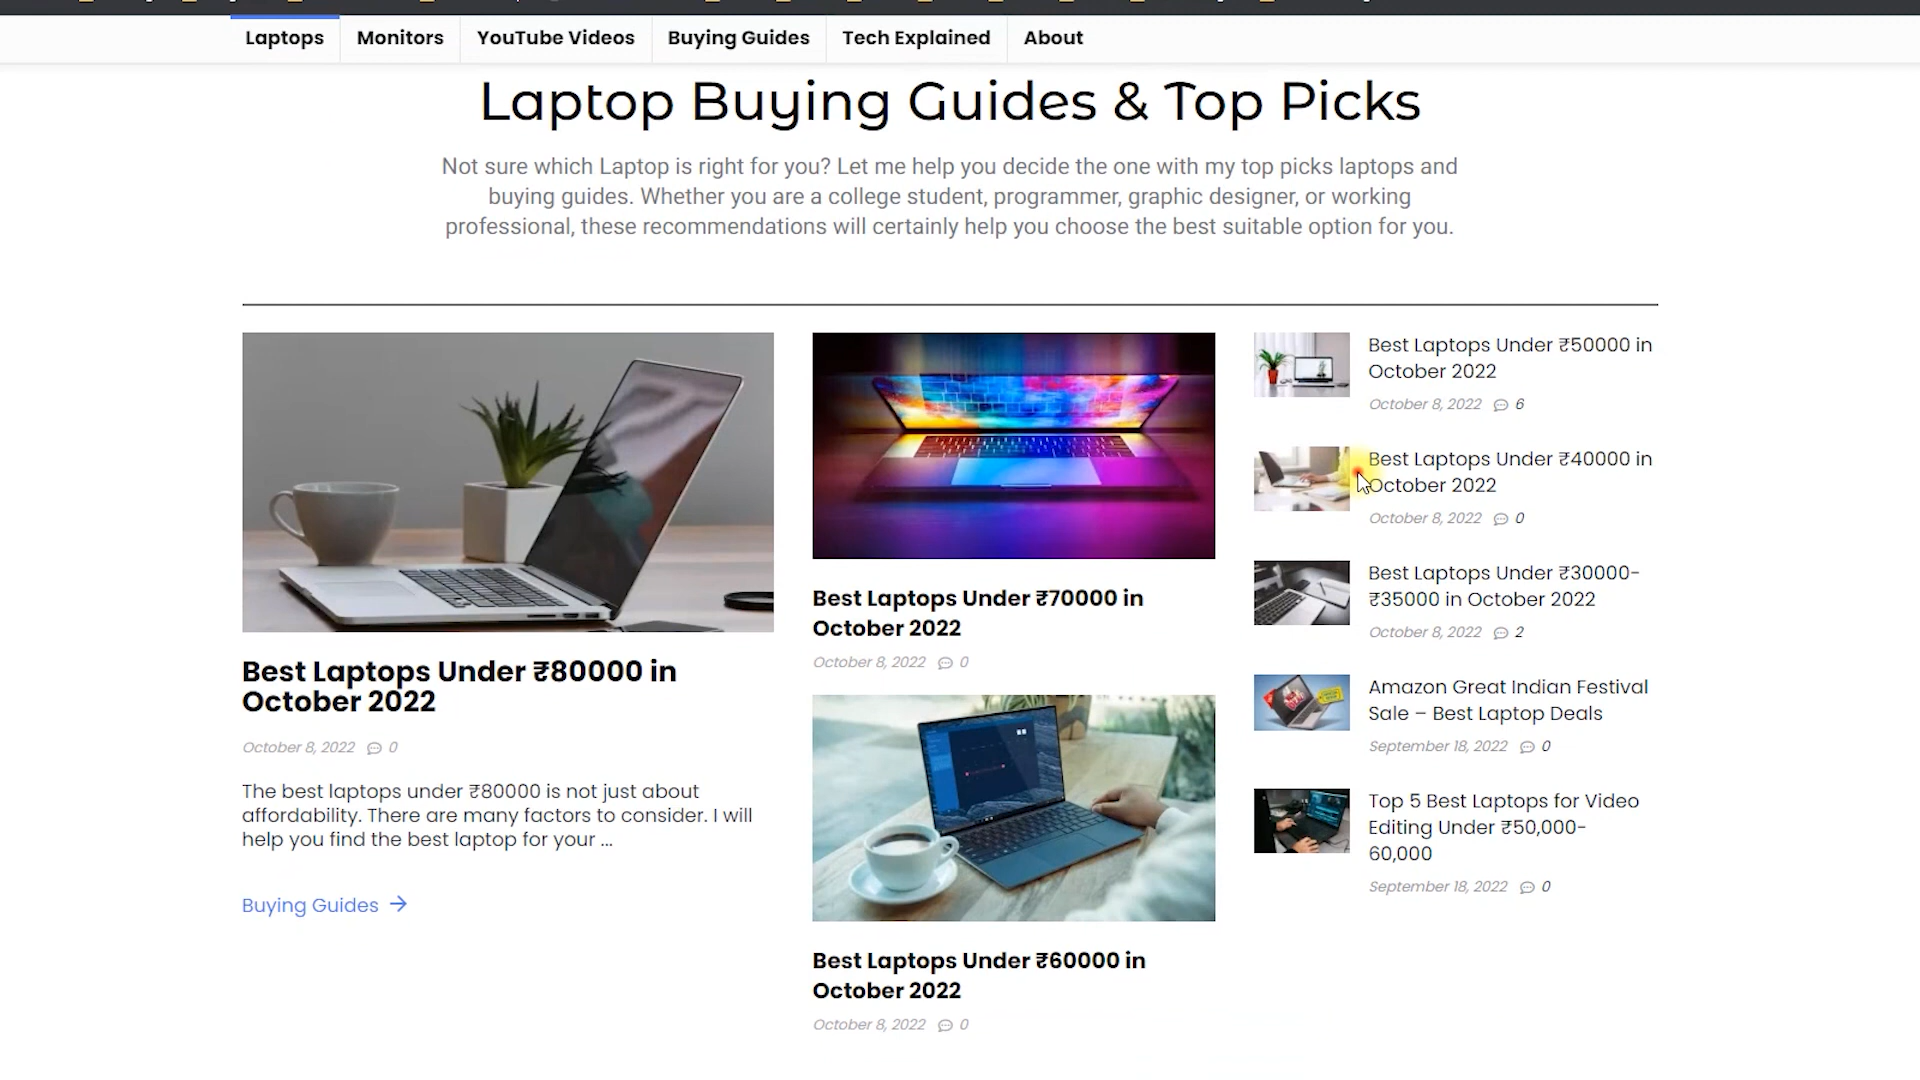 Laptops
Monitors
YouTube Videos
Buying Guides
Tech Explained
About
Laptop Buying Guides & Top Picks
Not sure which Laptop is right for you? Let me help you decide the one with my top picks laptops and
buying guides. Whether you are a college student, programmer, graphic designer, or working
professional, these recommendations will certainly help you choose the best suitable option for you.
Best Laptops Under ₹80000 in
October 2022
October 8, 2022 0
The best laptops under ₹80000 is not just about
affordability. There are many factors to consider. I will
help you find the best laptop for your ...
Buying Guides
Best Laptops Under ₹70000 in
October 2022
October 8, 2022 0
Best Laptops Under ₹60000 in
October 2022
October 8, 2022 0
Best Laptops Under ₹50000 in
October 2022
October 8, 2022 6
Best Laptops Under ₹40000 in
October 2022
October 8, 2022 0
Best Laptops Under ₹30000-
₹35000 in October 2022
October 8, 2022 2
Amazon Great Indian Festival
Sale – Best Laptop Deals
September 18, 2022 0
Top 5 Best Laptops for Video
Editing Under ₹50,000-
60,000
September 18, 2022 0